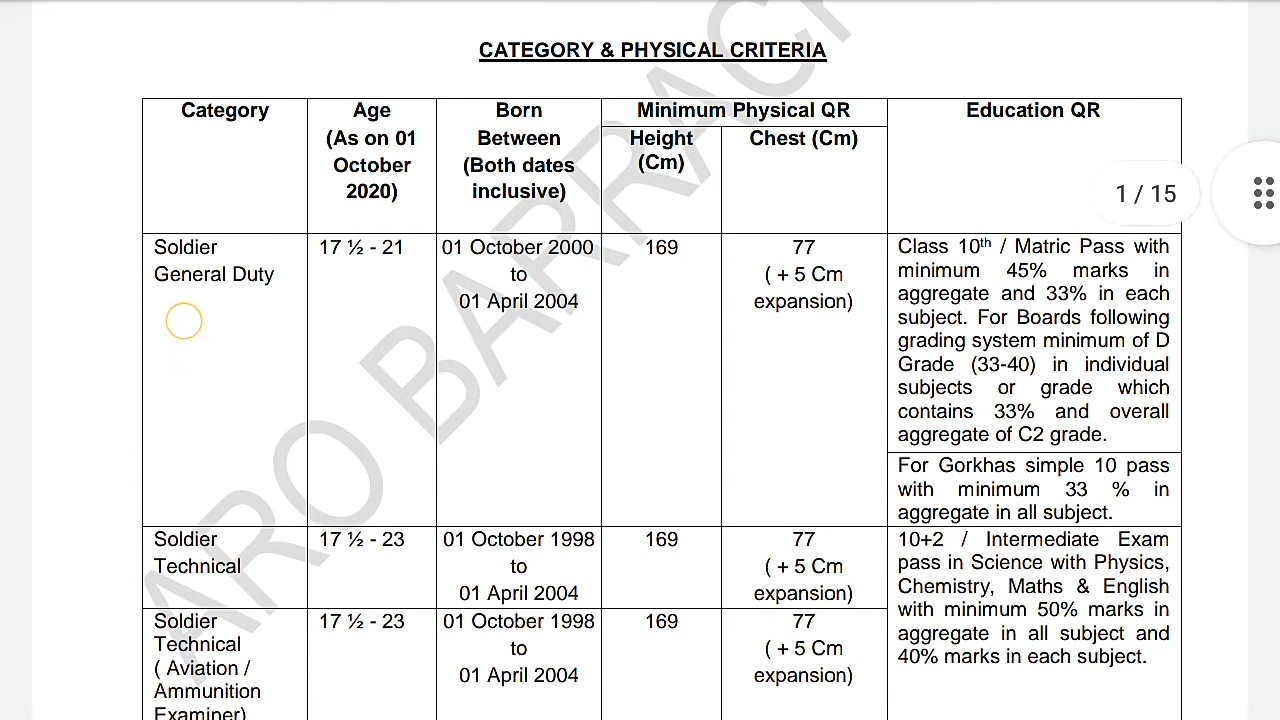 CATEGORY & PHYSICAL CRITERIA
Category
Age
(As on 01
October
2020)
Born
Between
(Both dates
inclusive)
Minimum Physical QR
Height
(Cm)
Chest (Cm)
Education QR
1 / 15
Soldier
General Duty
17 ½ - 21
01 October 2000
to
01 April 2004
169
77
( + 5 Cm
expansion)
Class 10th / Matric Pass with
minimum 45% marks in
aggregate and 33% in each
subject. For Boards following
grading system minimum of D
Grade (33-40) in individual
subjects or grade which
contains 33% and overall
aggregate of C2 grade.
For Gorkhas simple 10 pass
with minimum 33 % in
aggregate in all subject.
Soldier
Technical
17 ½ - 23
01 October 1998
to
01 April 2004
169
77
( + 5 Cm
expansion)
10+2 / Intermediate Exam
pass in Science with Physics,
Chemistry, Maths & English
with minimum 50% marks in
aggregate in all subject and
40% marks in each subject.
Soldier
Technical
( Aviation /
Ammunition
Examiner)
17 ½ - 23
01 October 1998
to
01 April 2004
169
77
( + 5 Cm
expansion)
ARO BARRACK